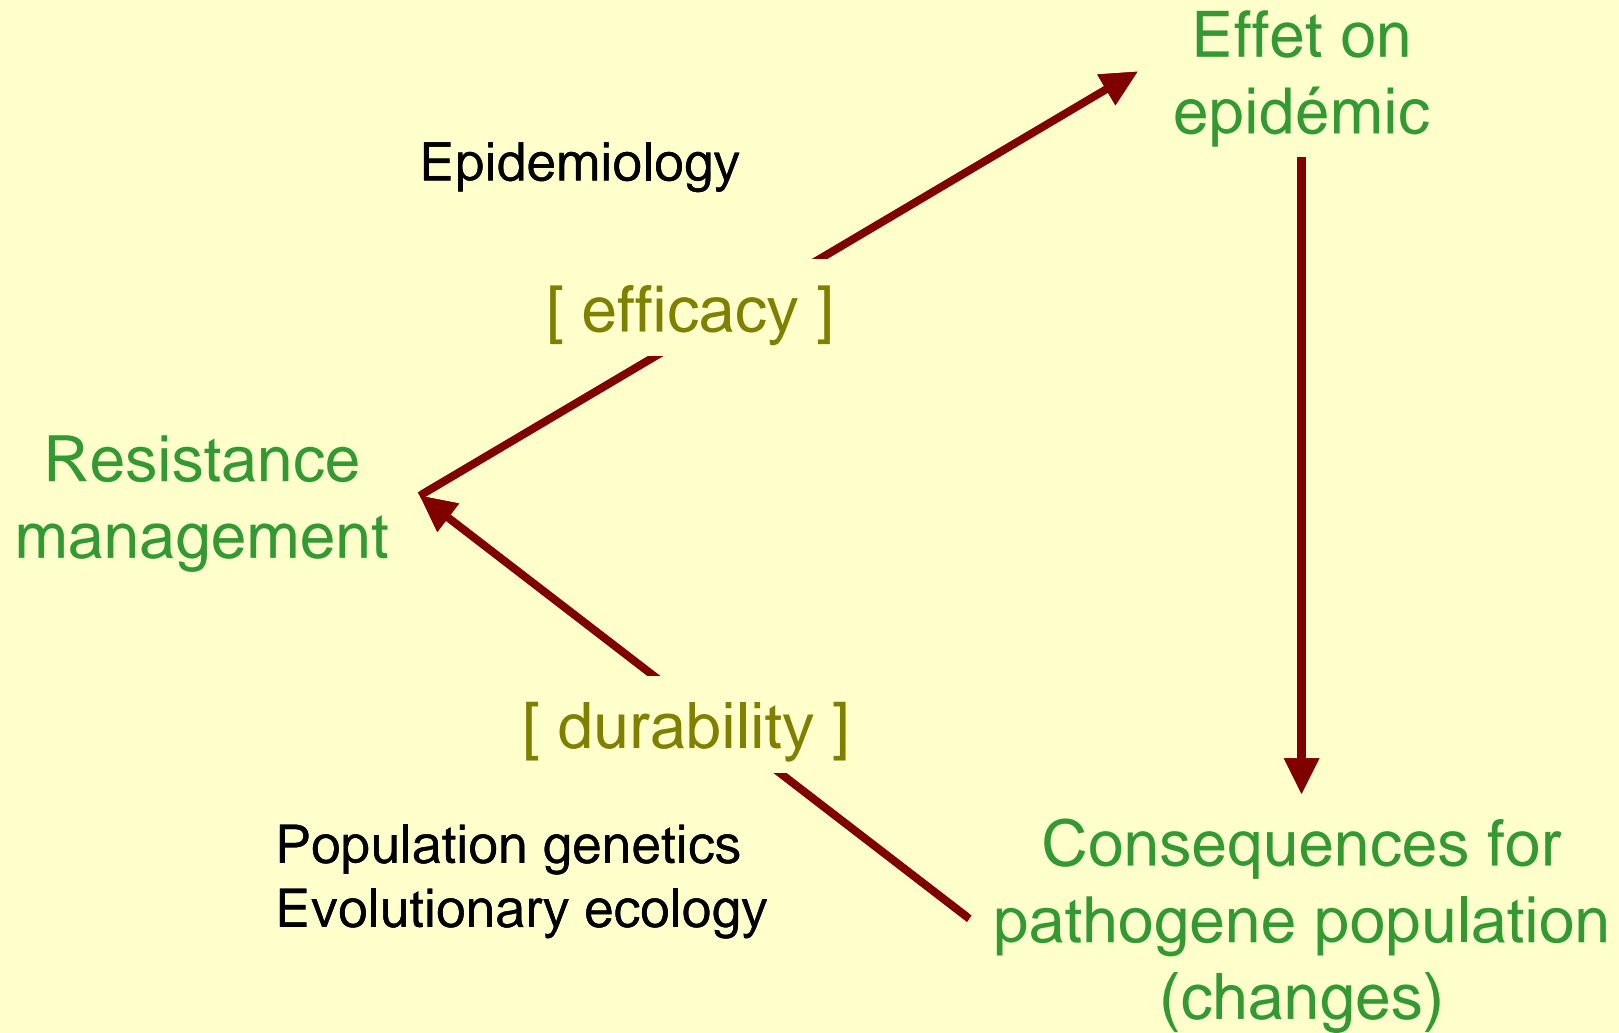 Effet on
epidémic
Epidemiology
[ efficacy ]
Resistance
management
[ durability ]
Population genetics
Evolutionary ecology
Consequences for
pathogene population
(changes)